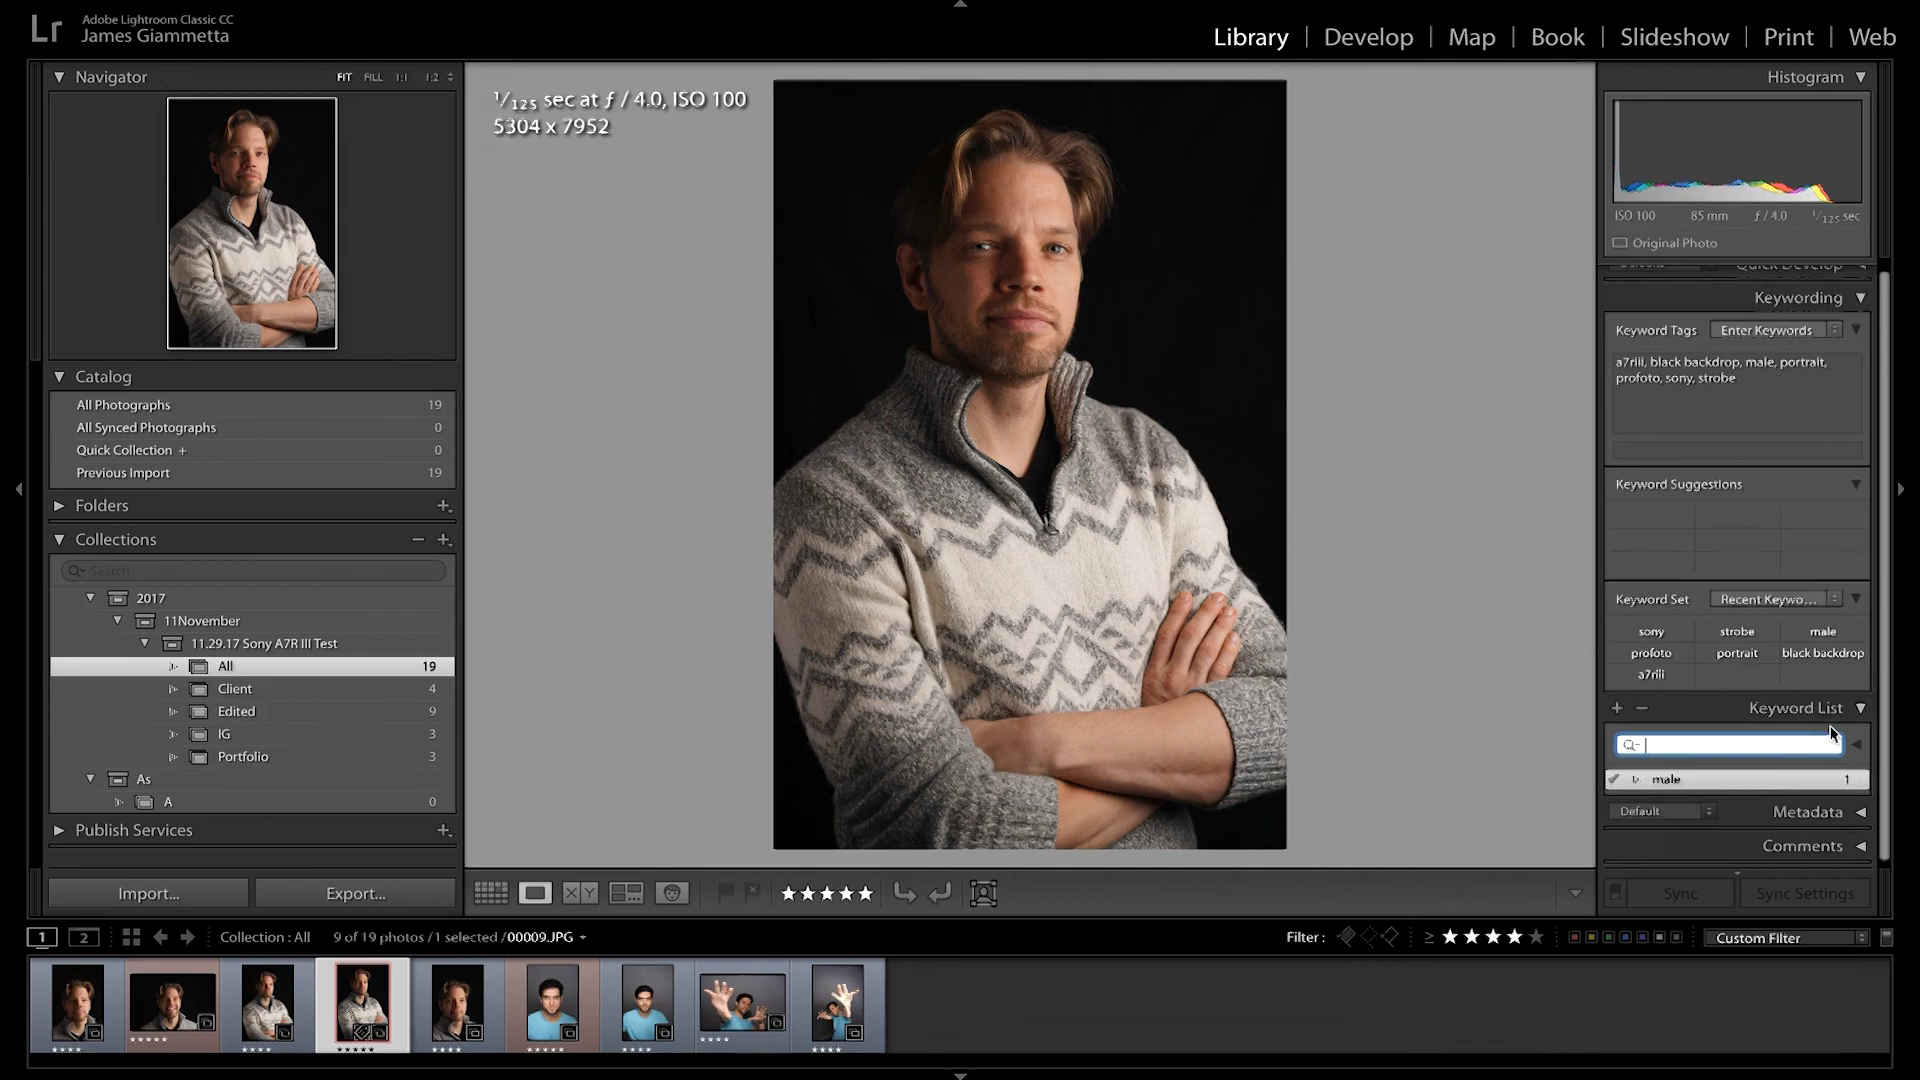 Lr
Adobe Lightroom Classic CC
James Giammetta
Library | Develop | Map | Book | Slideshow | Print | Web
Navigator
FIT FILL 1:1 1:2
Catalog
All Photographs 19
All Synced Photographs 0
Quick Collection + 0
Previous Import 19
Folders
Collections
Search
2017
11November
11.29.17 Sony A7R III Test
All 19
Client 4
Edited 9
IG 3
Portfolio 3
As
A 0
Publish Services
Import...
Export...
1/125 sec at ƒ / 4.0, ISO 100
5304 x 7952
XY
Histogram
ISO 100 85 mm ƒ / 4.0 1/125 sec
Original Photo
Quick Develop
Keywording
Keyword Tags Enter Keywords
a7riii, black backdrop, male, portrait,
profoto, sony, strobe
Keyword Suggestions
Keyword Set Recent Keywo...
sony strobe male
profoto portrait black backdrop
a7riii
Keyword List
male 1
Default Metadata
Comments
Sync
Sync Settings
1 2 Collection : All 9 of 19 photos / 1 selected / 00009.JPG
Filter : ≥ Custom Filter